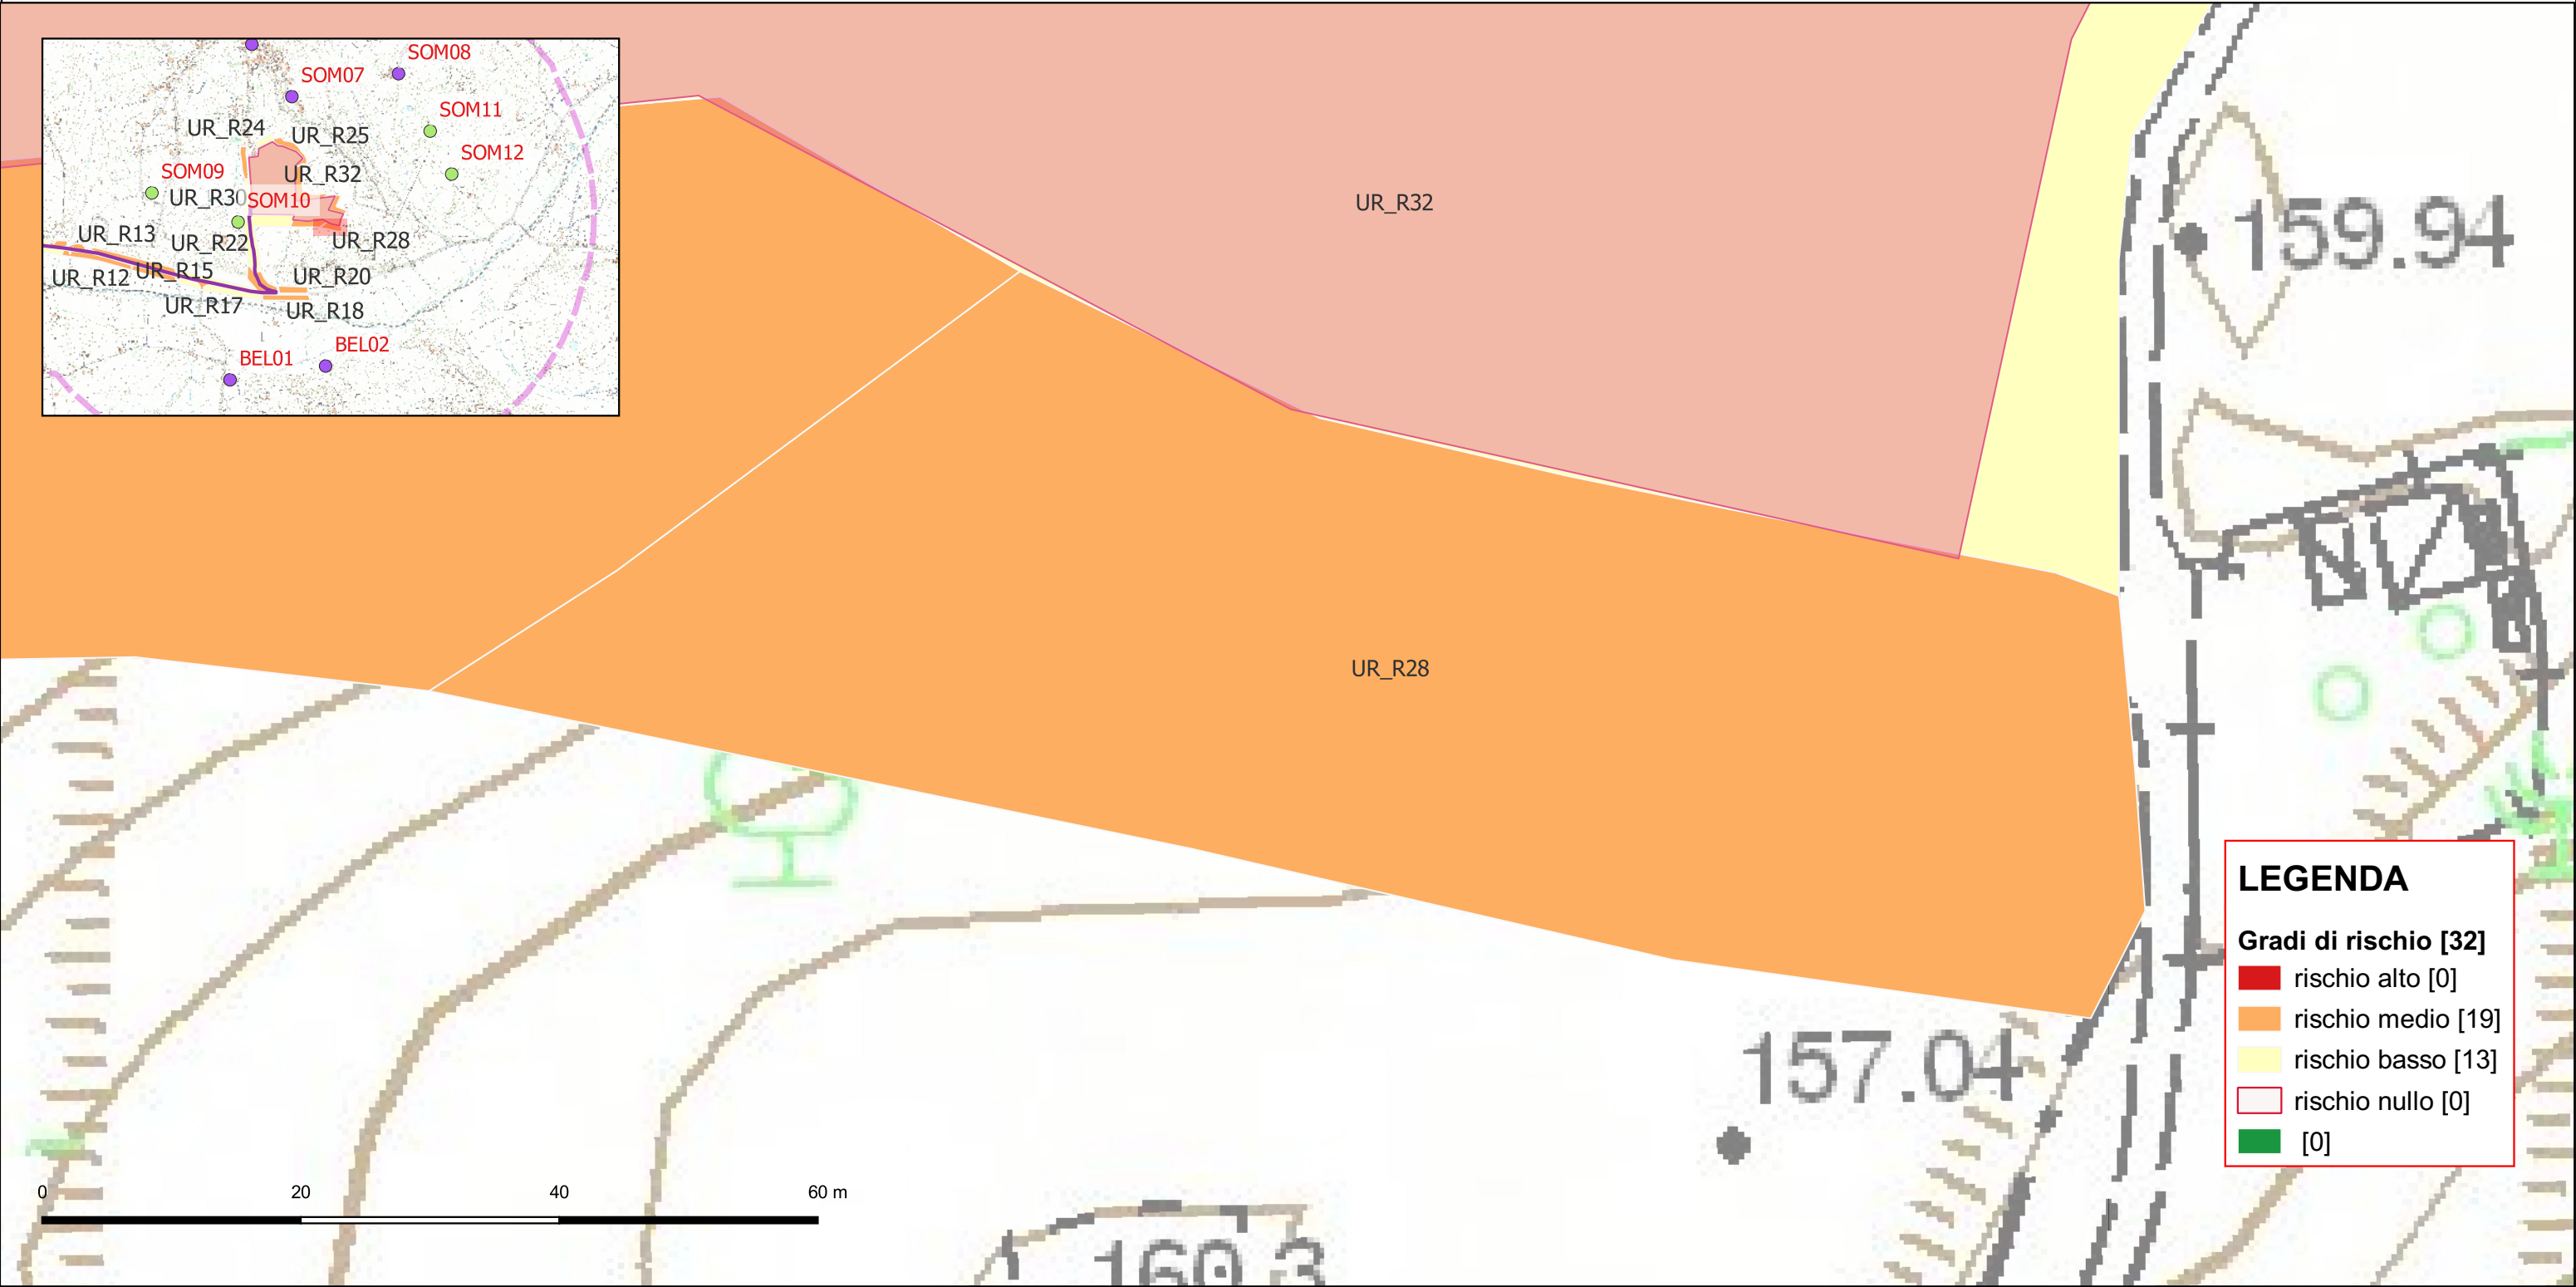 SOM08
SOM07
SOM11
UR_R24
UR_R25
SOM12
SOM09
UR_R32
UR_R30
SOM10
UR_R13
UR_R22
UR_R28
UR_R12
UR_R15
UR_R20
UR_R17
UR_R18
BEL02
BEL01
UR_R32
159.94
UR_R28
LEGENDA
Gradi di rischio [32]
rischio alto [0]
rischio medio [19]
rischio basso [13]
rischio nullo [0]
[0]
157.04
0 20 40 60 m
160.3